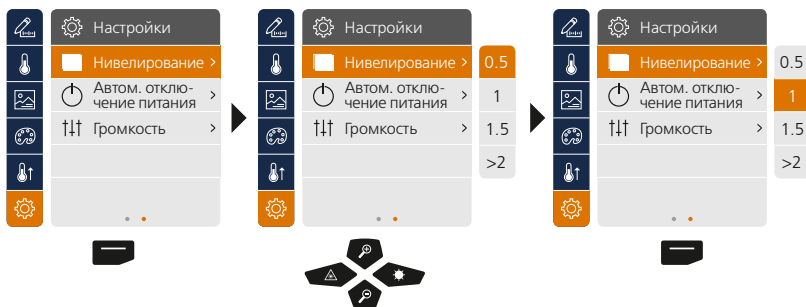 Настройки
Нивелирование
Автом. отклю-
чение питания
Громкость
Настройки
Нивелирование
0.5
Автом. отклю-
чение питания
1
Громкость
1.5
>2
Настройки
Нивелирование
0.5
Автом. отклю-
чение питания
1
Громкость
1.5
>2